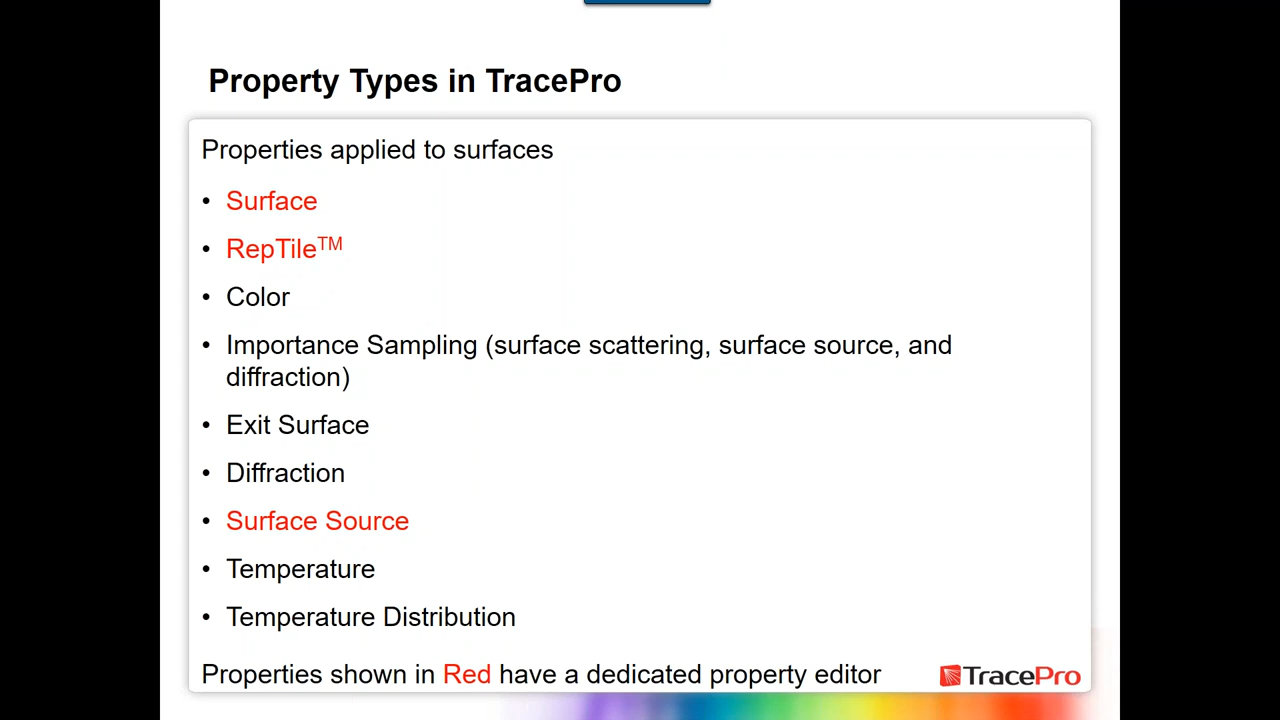 Property Types in TracePro
Properties applied to surfaces
• Surface
• RepTile™
• Color
• Importance Sampling (surface scattering, surface source, and
diffraction)
• Exit Surface
• Diffraction
• Surface Source
• Temperature
• Temperature Distribution
Properties shown in Red have a dedicated property editor
TracePro